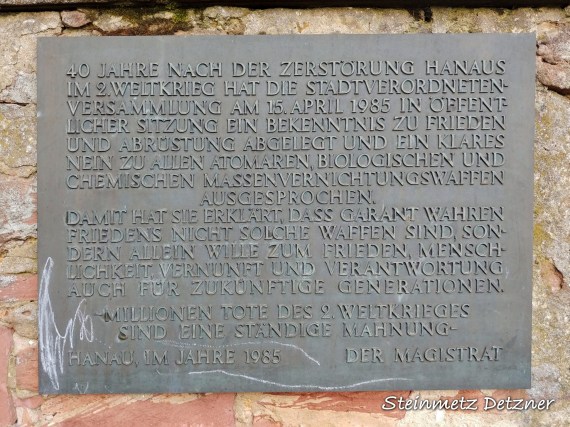 40 JAHRE NACH DER ZERSTÖRUNG HANAUS
IM 2. WELTKRIEG HAT DIE STADTVERORDNETEN-
VERSAMMLUNG AM 15. APRIL 1985 IN ÖFFENT-
LICHER SITZUNG EIN BEKENNTNIS ZU FRIEDEN
UND ABRÜSTUNG ABGELEGT UND EIN KLARES
NEIN ZU ALLEN ATOMAREN, BIOLOGISCHEN UND
CHEMISCHEN MASSENVERNICHTUNGSWAFFEN
AUSGESPROCHEN.
DAMIT HAT SIE ERKLÄRT, DASS GARANT WAHREN
FRIEDENS NICHT SOLCHE WAFFEN SIND, SON-
DERN ALLEIN WILLE ZUM FRIEDEN, MENSCH-
LICHKEIT, VERNUNFT UND VERANTWORTUNG
AUCH FÜR ZUKÜNFTIGE GENERATIONEN.
-MILLIONEN TOTE DES 2. WELTKRIEGES
SIND EINE STÄNDIGE MAHNUNG-
HANAU, IM JAHRE 1985 DER MAGISTRAT
Steinmetz Detzner